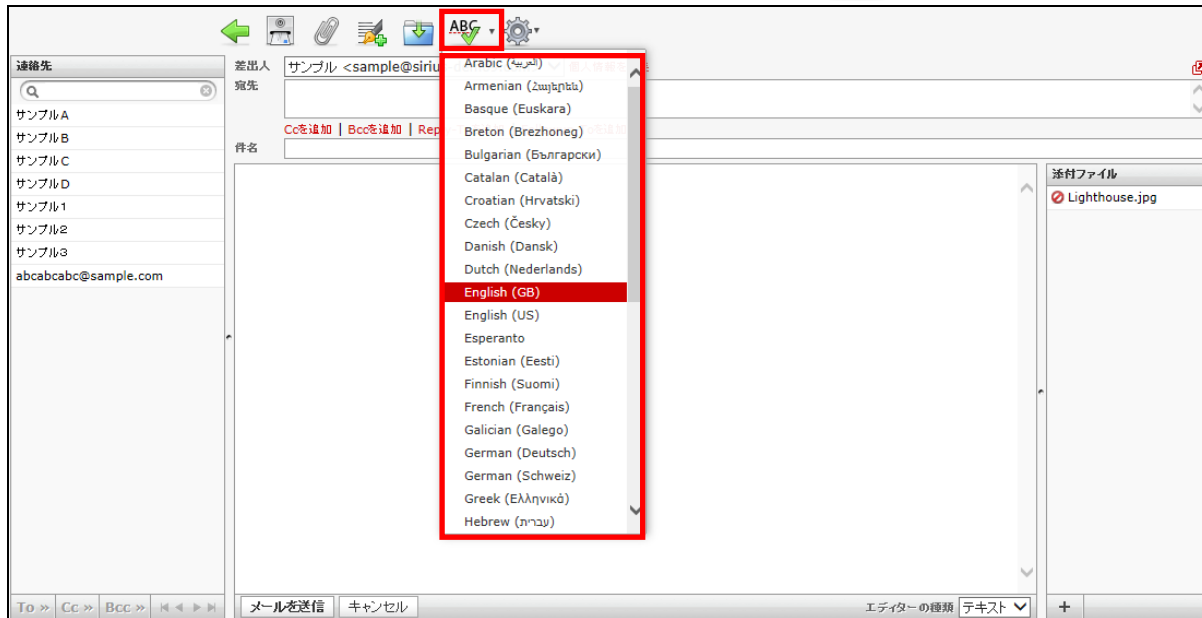 ABC
連絡先
サンプルA
サンプルB
サンプルC
サンプルD
サンプル1
サンプル2
サンプル3
abcabcabc@sample.com
To » Cc » Bcc »
差出人 サンプル <sample@siriu
宛先
Ccを追加 | Bccを追加 | Rep
件名
Arabic (العربية)
Armenian (Հայերեն)
Basque (Euskara)
Breton (Brezhoneg)
Bulgarian (Български)
Catalan (Català)
Croatian (Hrvatski)
Czech (Česky)
Danish (Dansk)
Dutch (Nederlands)
English (GB)
English (US)
Esperanto
Estonian (Eesti)
Finnish (Suomi)
French (Français)
Galician (Galego)
German (Deutsch)
German (Schweiz)
Greek (Ελληνικά)
Hebrew (עברית)
メールを送信 キャンセル
エディターの種類 テキスト
添付ファイル
Lighthouse.jpg
+